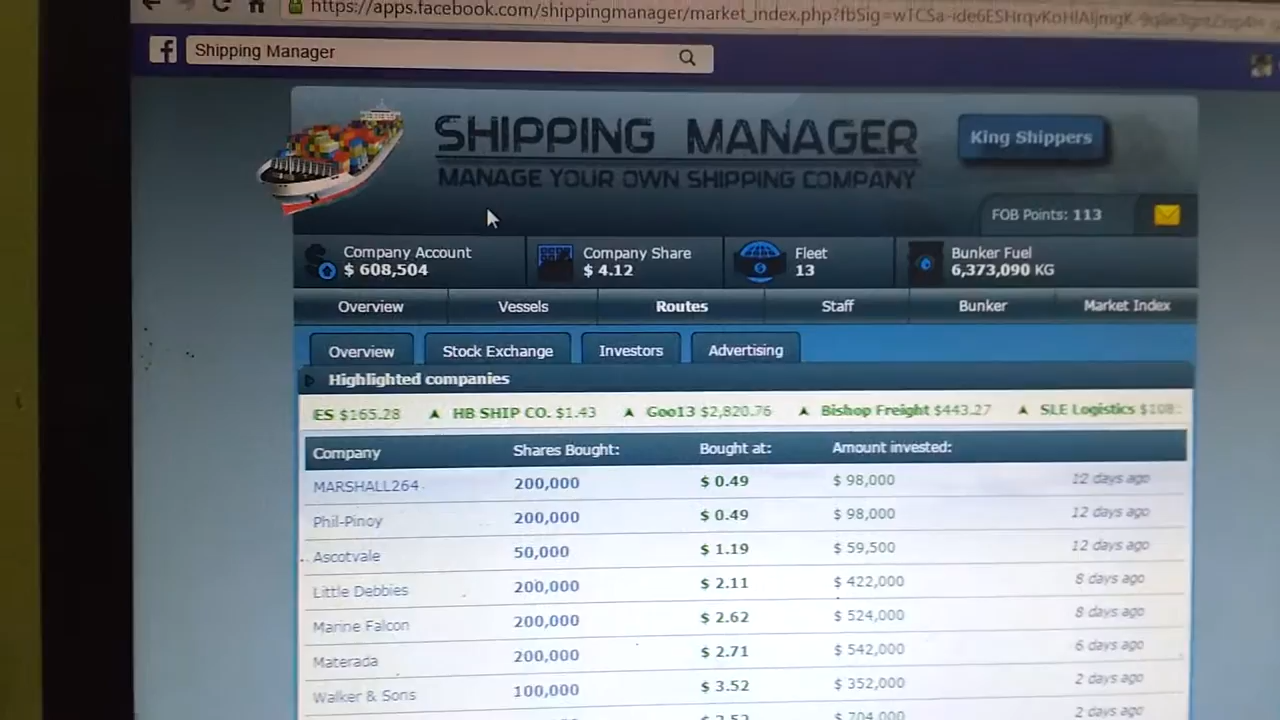 https://apps.facebook.com/shippingmanager/market_index.php?fbSig=wTCSa-
Shipping Manager
SHIPPING MANAGER
MANAGE YOUR OWN SHIPPING COMPANY
King Shippers
FOB Points: 113
Company Account
$ 608,504
Company Share
$ 4.12
Fleet
13
Bunker Fuel
6,373,090 KG
Overview Vessels Routes Staff Bunker Market Index
Overview Stock Exchange Investors Advertising
Highlighted companies
ES $165.28 HB SHIP CO. $1.43 Goo13 $2,820.76 Bishop Freight $443.27 SLE Logistics $108
Company Shares Bought: Bought at: Amount invested:
MARSHALL264 200,000 $ 0.49 $ 98,000 12 days ago
Phil-Pinoy 200,000 $ 0.49 $ 98,000 12 days ago
Ascotvale 50,000 $ 1.19 $ 59,500 12 days ago
Little Debbies 200,000 $ 2.11 $ 422,000 8 days ago
Marine Falcon 200,000 $ 2.62 $ 524,000 8 days ago
Materada 200,000 $ 2.71 $ 542,000 6 days ago
Walker & Sons 100,000 $ 3.52 $ 352,000 2 days ago
$ 704,000 2 days ago